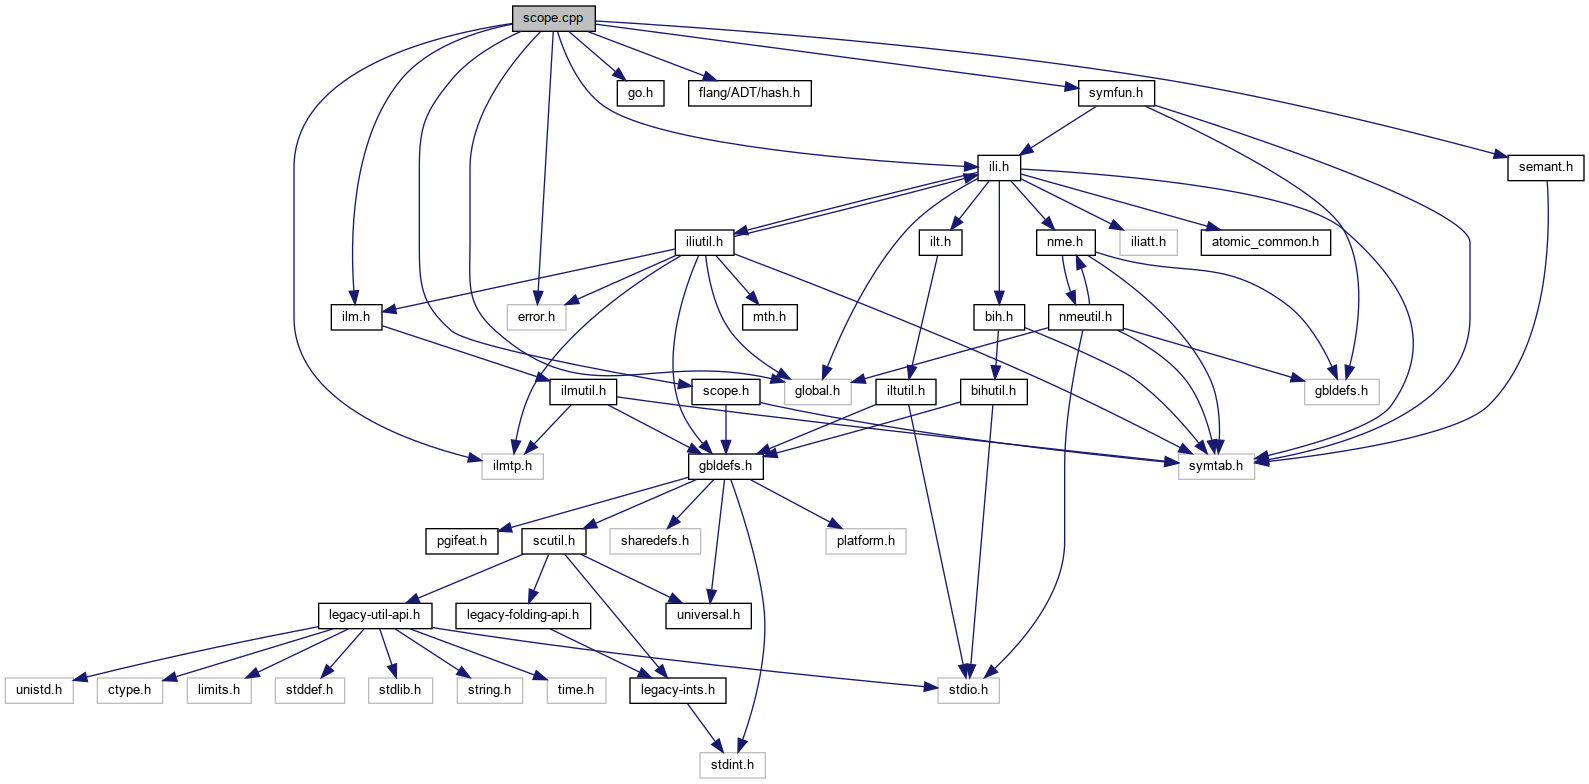 scope.cpp
go.h
flang/ADT/hash.h
symfun.h
ili.h
semant.h
iliutil.h
ilt.h
nme.h
iliatt.h
atomic_common.h
ilm.h
error.h
mth.h
bih.h
nmeutil.h
ilmutil.h
scope.h
global.h
iltutil.h
bihutil.h
gbldefs.h
ilmtp.h
gbldefs.h
symtab.h
pgifeat.h
scutil.h
sharedefs.h
platform.h
legacy-util-api.h
legacy-folding-api.h
universal.h
unistd.h
ctype.h
limits.h
stddef.h
stdlib.h
string.h
time.h
legacy-ints.h
stdio.h
stdint.h